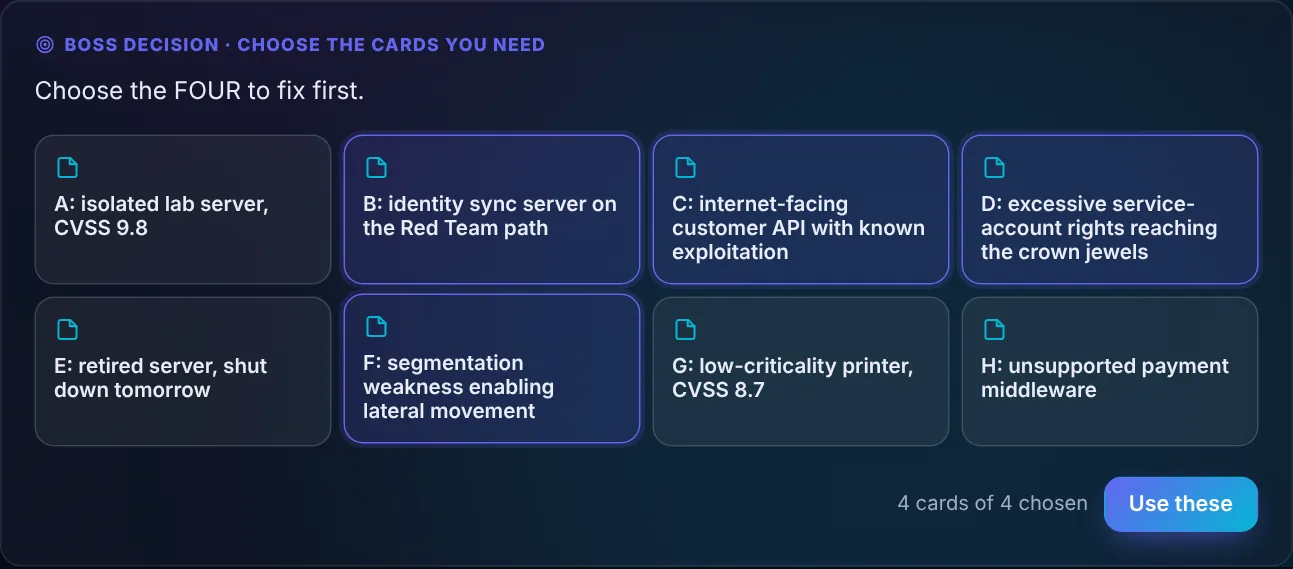 BOSS DECISION · CHOOSE THE CARDS YOU NEED
Choose the FOUR to fix first.
A: isolated lab server,
CVSS 9.8
B: identity sync server on
the Red Team path
C: internet-facing
customer API with known
exploitation
D: excessive service-
account rights reaching
the crown jewels
E: retired server, shut
down tomorrow
F: segmentation
weakness enabling
lateral movement
G: low-criticality printer,
CVSS 8.7
H: unsupported payment
middleware
4 cards of 4 chosen
Use these